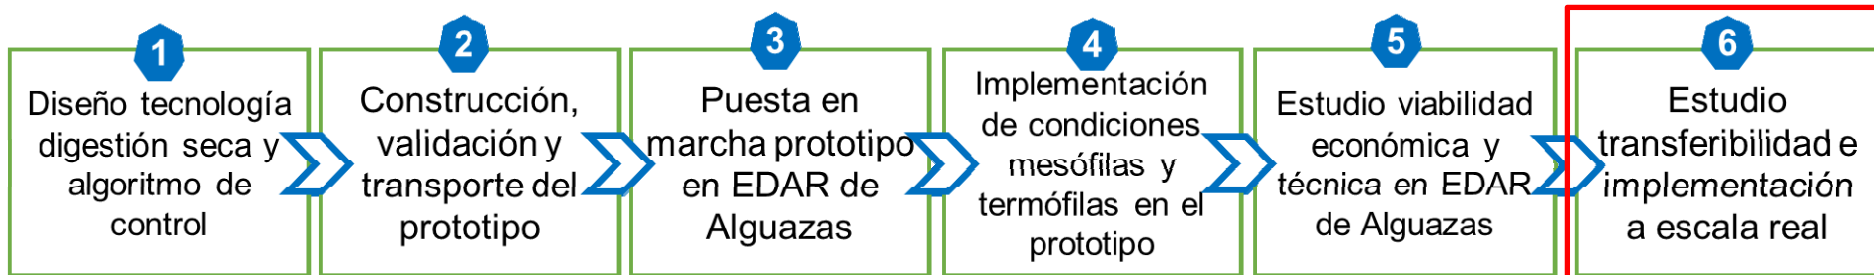 1
Diseño tecnología
digestión seca y
algoritmo de
control
2
Construcción,
validación y
transporte del
prototipo
3
Puesta en
marcha prototipo
en EDAR de
Alguazas
4
Implementación
de condiciones
mesófilas y
termófilas en el
prototipo
5
Estudio viabilidad
económica y
técnica en EDAR
de Alguazas
6
Estudio
transferibilidad e
implementación
a escala real